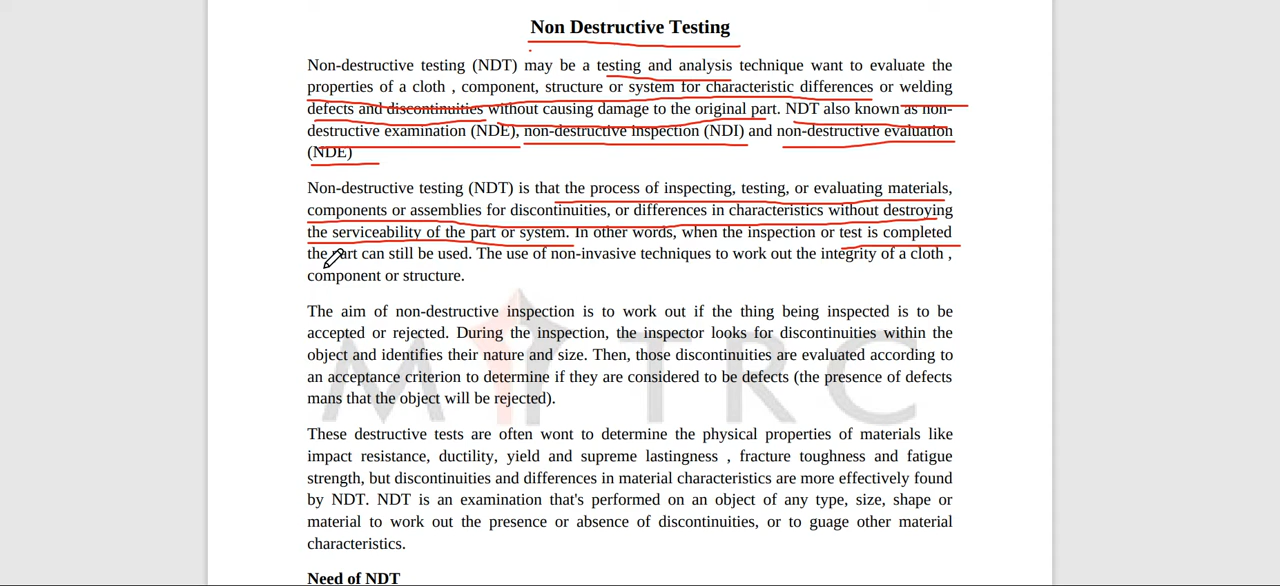 Non Destructive Testing
Non-destructive testing (NDT) may be a testing and analysis technique want to evaluate the
properties of a cloth , component, structure or system for characteristic differences or welding
defects and discontinuities without causing damage to the original part. NDT also known as non-
destructive examination (NDE), non-destructive inspection (NDI) and non-destructive evaluation
(NDE)
Non-destructive testing (NDT) is that the process of inspecting, testing, or evaluating materials,
components or assemblies for discontinuities, or differences in characteristics without destroying
the serviceability of the part or system. In other words, when the inspection or test is completed
the part can still be used. The use of non-invasive techniques to work out the integrity of a cloth ,
component or structure.
The aim of non-destructive inspection is to work out if the thing being inspected is to be
accepted or rejected. During the inspection, the inspector looks for discontinuities within the
object and identifies their nature and size. Then, those discontinuities are evaluated according to
an acceptance criterion to determine if they are considered to be defects (the presence of defects
mans that the object will be rejected).
M TRC
These destructive tests are often wont to determine the physical properties of materials like
impact resistance, ductility, yield and supreme lastingness , fracture toughness and fatigue
strength, but discontinuities and differences in material characteristics are more effectively found
by NDT. NDT is an examination that's performed on an object of any type, size, shape or
material to work out the presence or absence of discontinuities, or to guage other material
characteristics.
Need of NDT